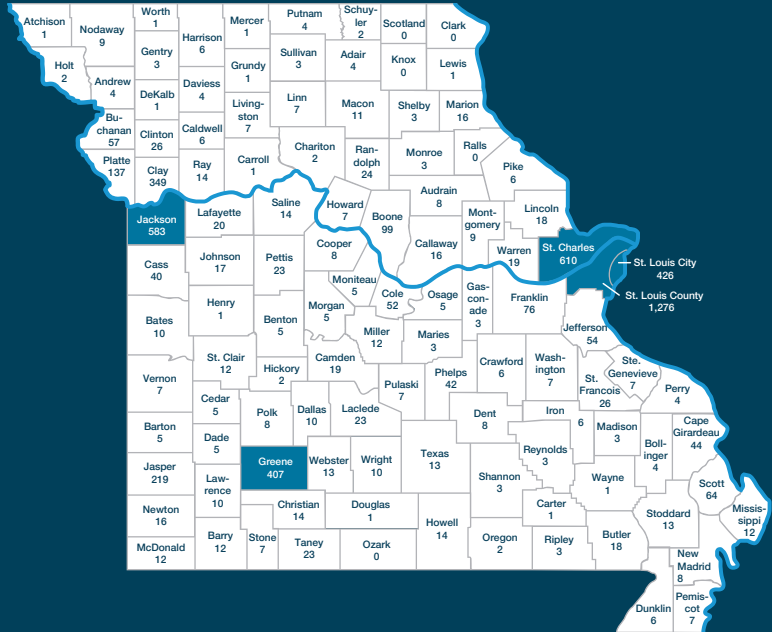 Atchison
1
Nodaway
9
Worth
1
Harrison
6
Mercer
1
Putnam
4
Schuy-
ler
2
Scotland
0
Clark
0
Holt
2
Andrew
4
Gentry
3
DeKalb
1
Daviess
4
Grundy
1
Sullivan
3
Adair
4
Knox
0
Lewis
1
Bu-
chanan
57
Clinton
26
Caldwell
6
Living-
ston
7
Linn
7
Macon
11
Shelby
3
Marion
16
Platte
137
Clay
349
Ray
14
Carroll
1
Chariton
2
Ran-
dolph
24
Monroe
3
Ralls
0
Pike
6
Jackson
583
Lafayette
20
Saline
14
Howard
7
Boone
99
Audrain
8
Callaway
16
Mont-
gomery
9
Lincoln
18
Warren
19
St. Charles
610
St. Louis City
426
St. Louis County
1,276
Cass
40
Johnson
17
Pettis
23
Cooper
8
Moniteau
5
Cole
52
Osage
5
Gas-
con-
ade
3
Franklin
76
Jefferson
54
Bates
10
Henry
1
Benton
5
Morgan
5
Miller
12
Maries
3
St. Clair
12
Hickory
2
Camden
19
Pulaski
7
Phelps
42
Crawford
6
Wash-
ington
7
St.
Francois
26
Ste.
Genevieve
7
Perry
4
Vernon
7
Cedar
5
Polk
8
Dallas
10
Laclede
23
Dent
8
Iron
6
Madison
3
Boll-
inger
4
Cape
Girardeau
44
Barton
5
Dade
5
Greene
407
Webster
13
Wright
10
Texas
13
Shannon
3
Reynolds
3
Wayne
1
Scott
64
Missis-
sippi
12
Jasper
219
Law-
rence
10
Christian
14
Douglas
1
Howell
14
Carter
1
Stoddard
13
Newton
16
McDonald
12
Barry
12
Stone
7
Taney
23
Ozark
0
Oregon
2
Ripley
3
Butler
18
New
Madrid
8
Dunklin
6
Pemis-
cot
7